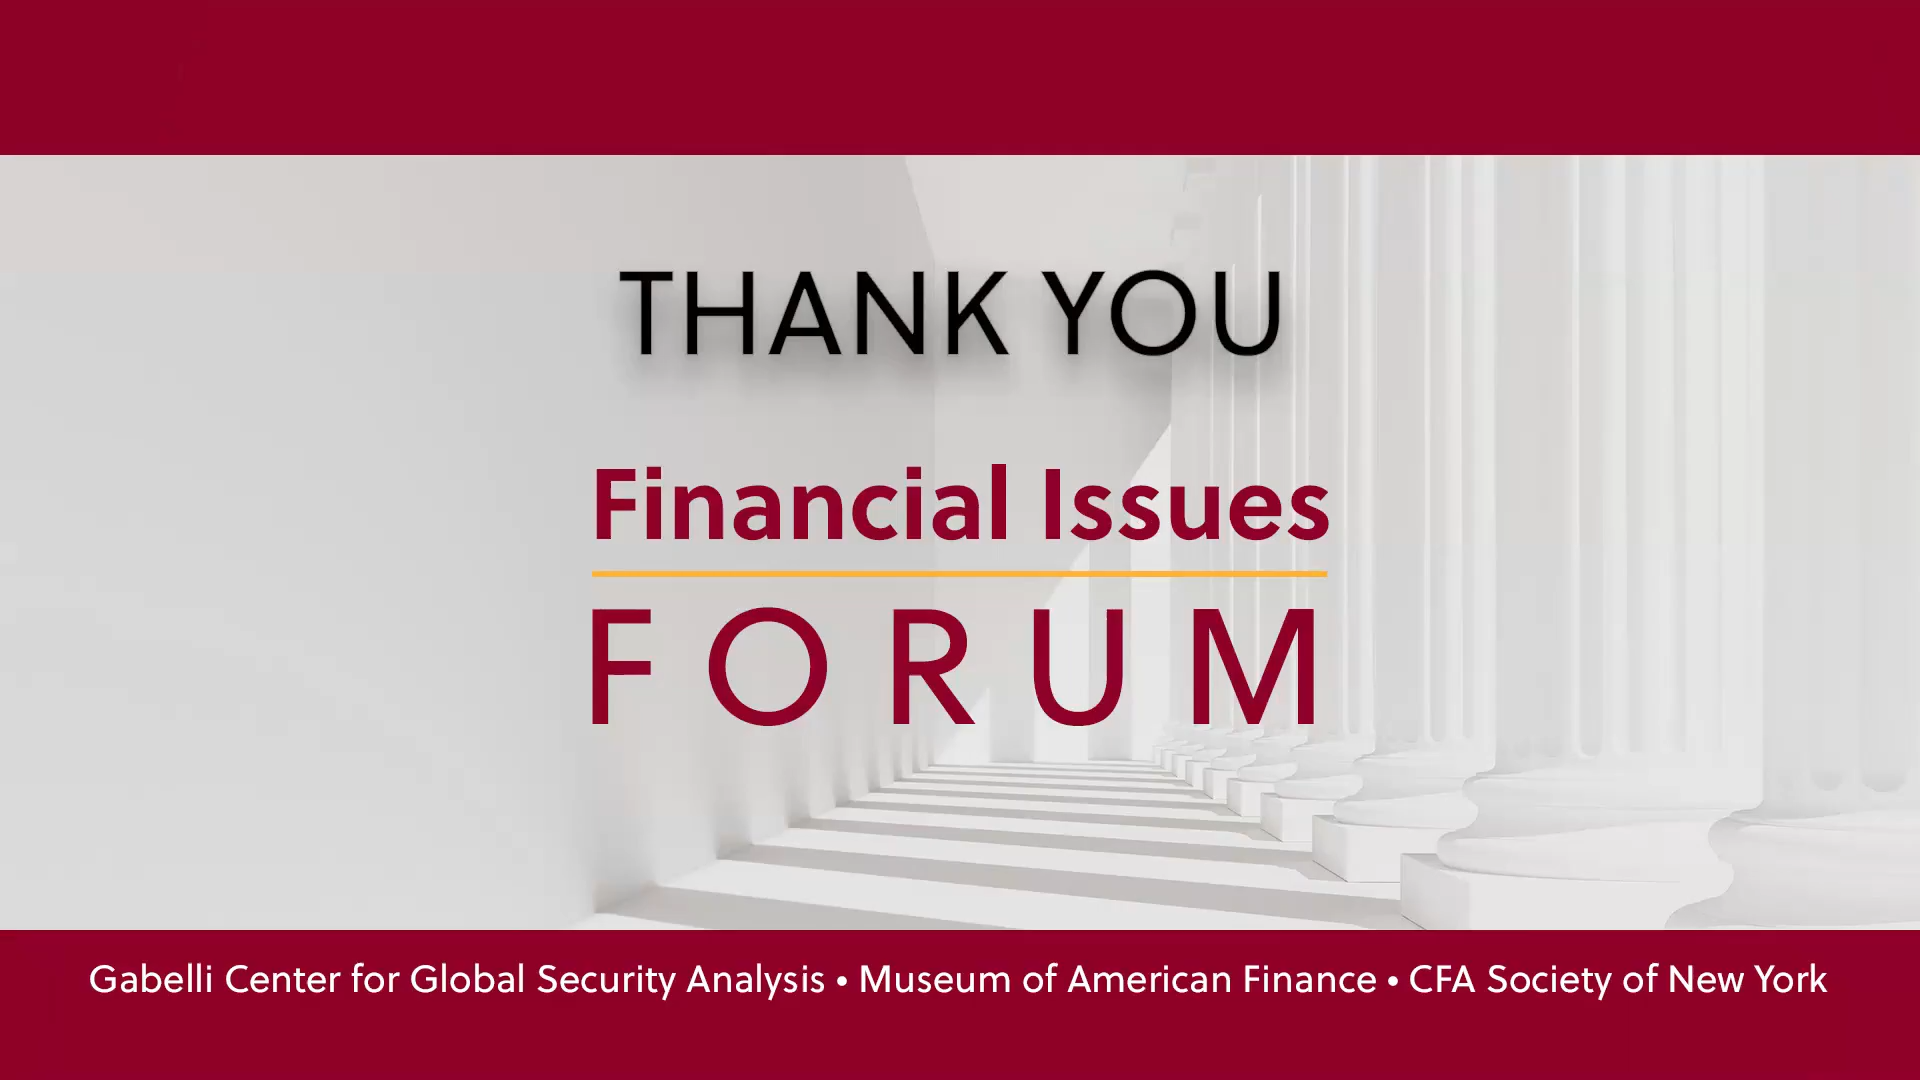 THANK YOU
Financial Issues
FORUM
Gabelli Center for Global Security Analysis • Museum of American Finance • CFA Society of New York